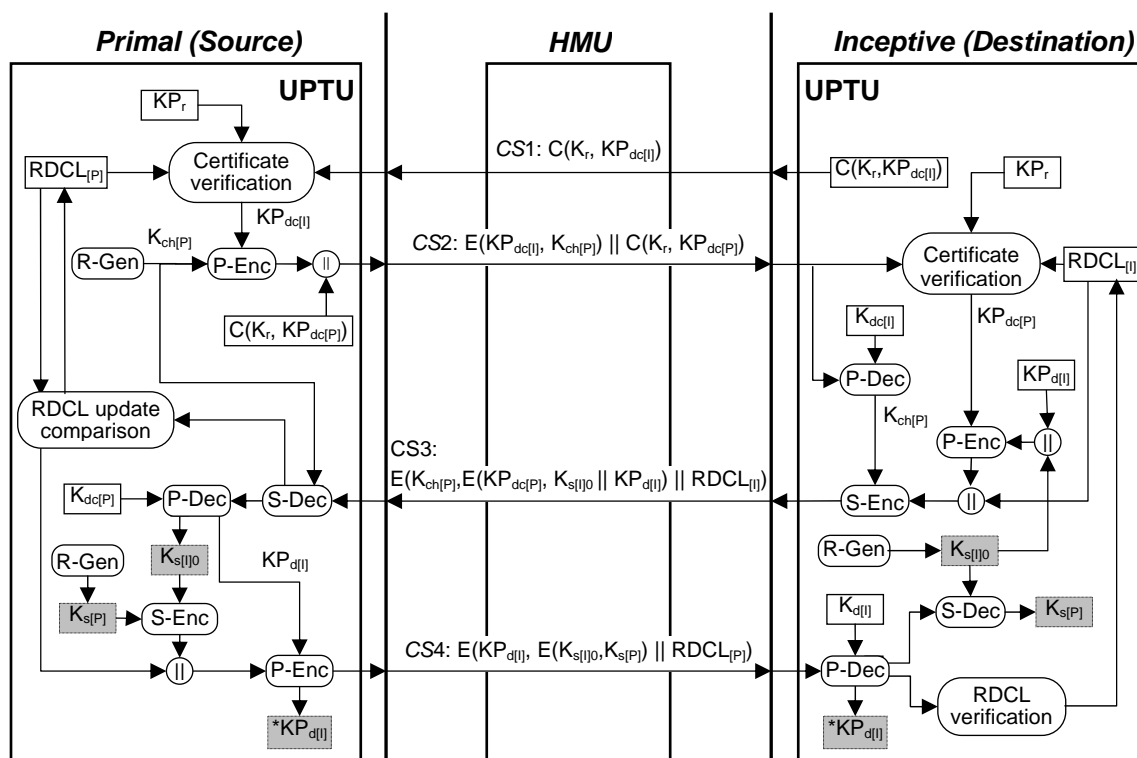 Primal (Source)
HMU
Inceptive (Destination)
UPTU
UPTU
KPr
RDCL[P]
Certificate verification
KPdc[I]
CS1: C(Kr, KPdc[I])
C(Kr,KPdc[I])
KPr
Kch[P]
R-Gen
P-Enc
||
CS2: E(KPdc[I], Kch[P]) || C(Kr, KPdc[P])
Certificate verification
RDCL[I]
C(Kr, KPdc[P])
Kdc[I]
KPdc[P]
P-Dec
KPd[I]
RDCL update comparison
Kch[P]
P-Enc
||
CS3:
E(Kch[P],E(KPdc[P], Ks[I]0 || KPd[I]) || RDCL[I])
Kdc[P]
P-Dec
S-Dec
S-Enc
||
R-Gen
Ks[I]0
KPd[I]
R-Gen
Ks[I]0
Ks[P]
S-Enc
Kd[I]
S-Dec
Ks[P]
||
P-Enc
CS4: E(KPd[I], E(Ks[I]0,Ks[P]) || RDCL[P])
P-Dec
RDCL verification
*KPd[I]
*KPd[I]